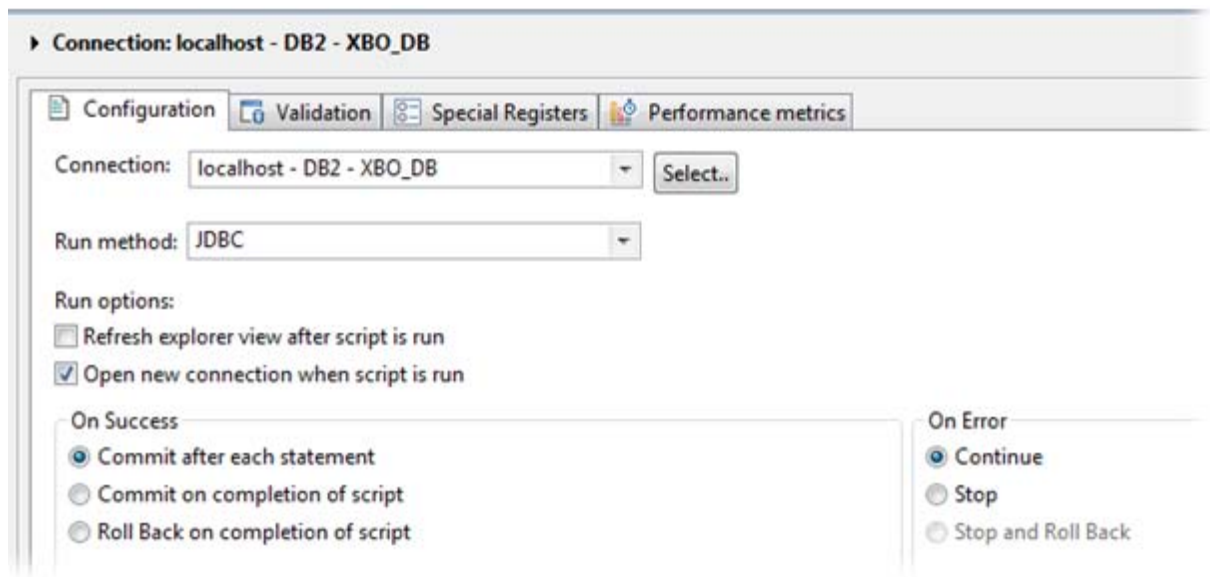 Connection: localhost - DB2 - XBO_DB
Configuration Validation Special Registers Performance metrics
Connection: localhost - DB2 - XBO_DB Select..
Run method: JDBC
Run options:
Refresh explorer view after script is run
Open new connection when script is run
On Success
Commit after each statement
Commit on completion of script
Roll Back on completion of script
On Error
Continue
Stop
Stop and Roll Back